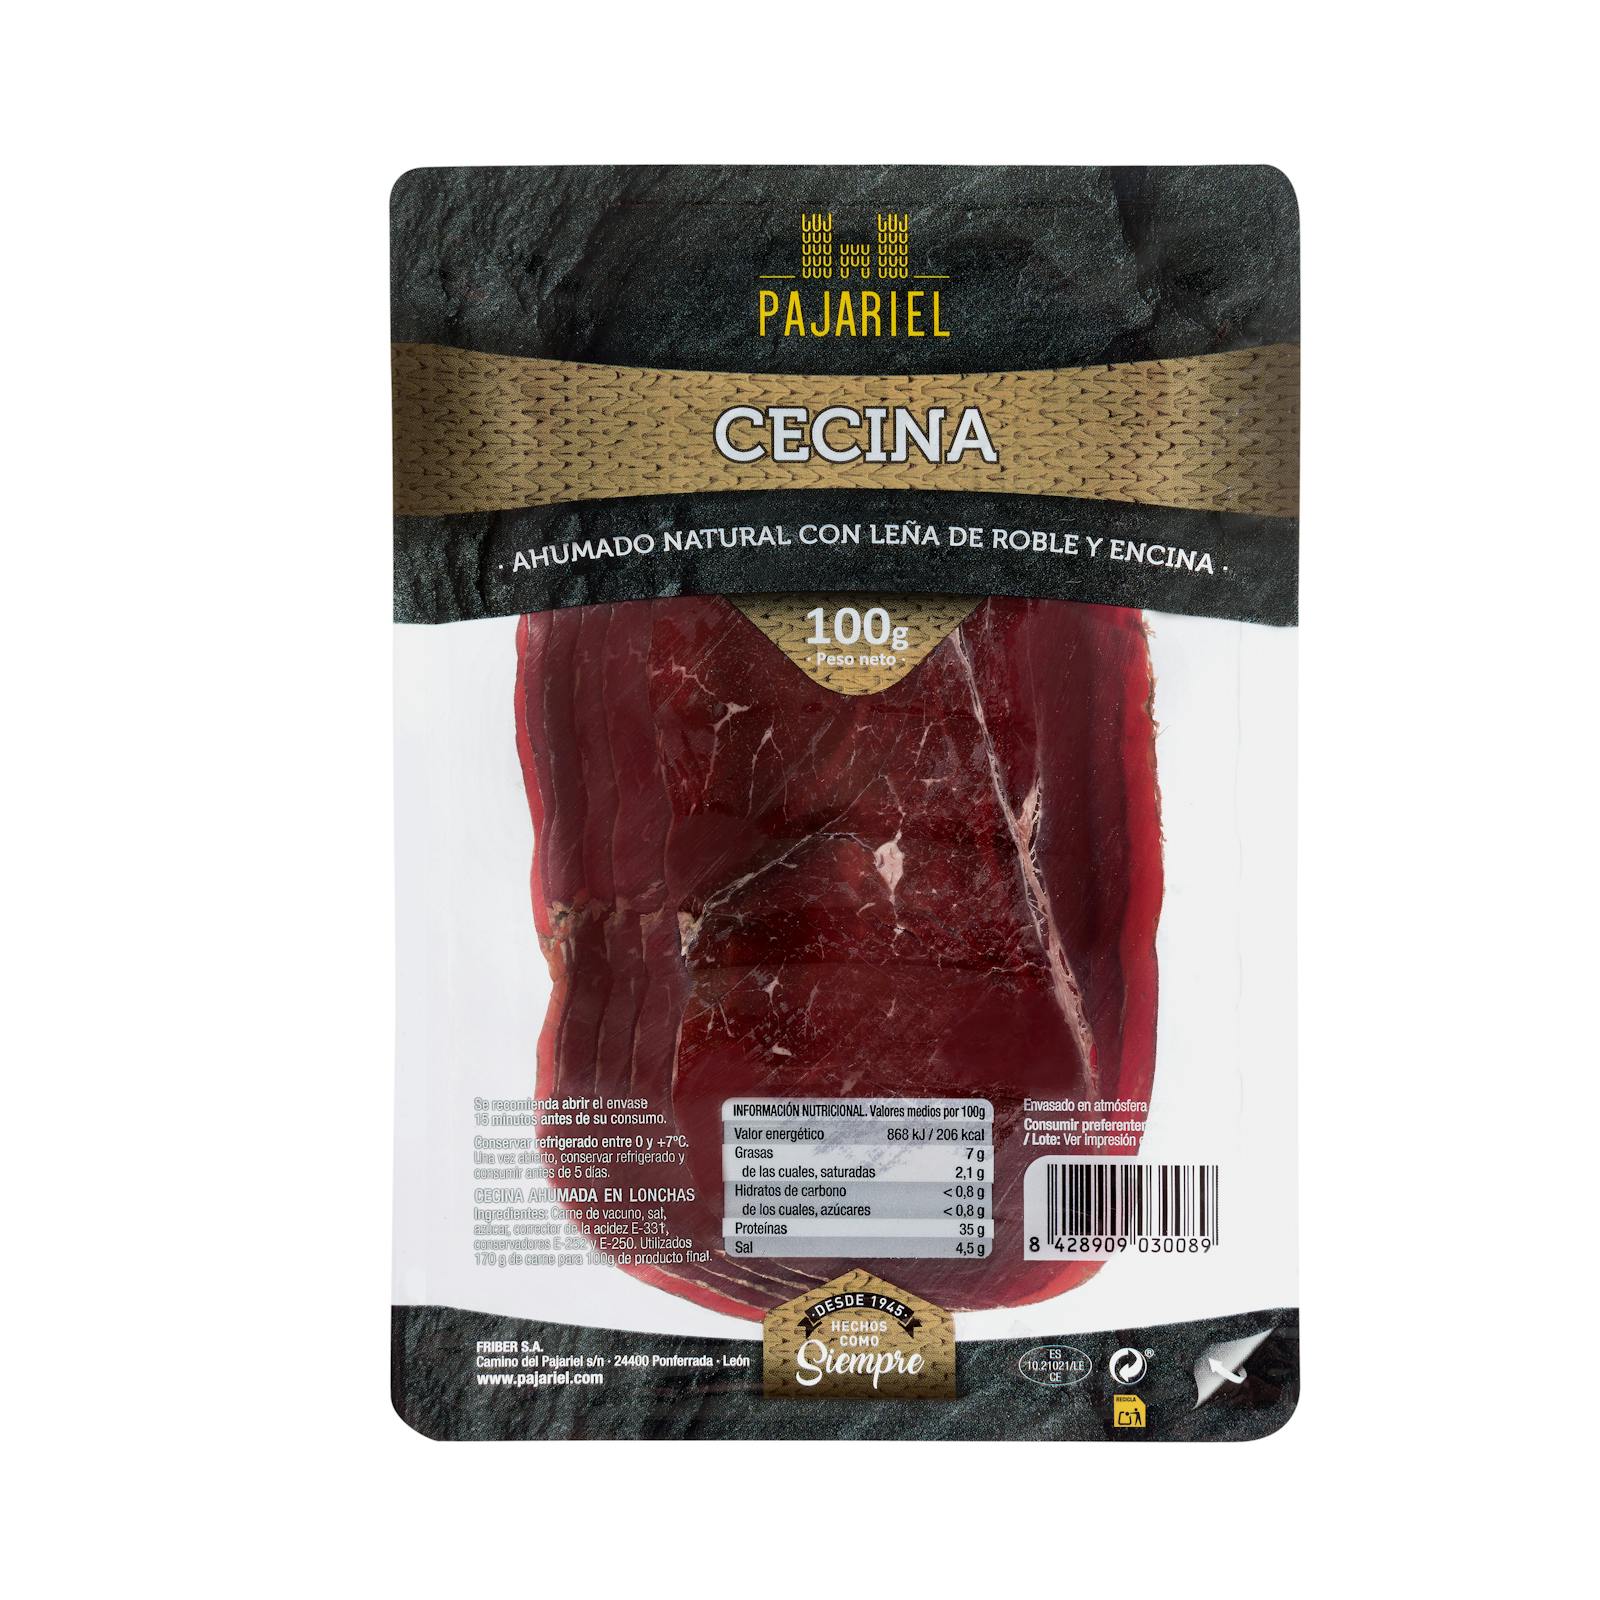 PAJARIEL
CECINA
· AHUMADO NATURAL CON LEÑA DE ROBLE Y ENCINA ·
100g
· Peso neto ·
Se recomienda abrir el envase
15 minutos antes de su consumo.
Conservar refrigerado entre 0 y +7ºC.
Una vez abierto, conservar refrigerado y
consumir antes de 5 días.
CECINA AHUMADA EN LONCHAS
Ingredientes: Carne de vacuno, sal,
azúcar, corrector de la acidez E-331,
conservadores E-252 y E-250. Utilizados
170 g de carne para 100g de producto final.
INFORMACIÓN NUTRICIONAL. Valores medios por 100g
Valor energético 868 kJ / 206 kcal
Grasas 7 g
de las cuales, saturadas 2,1 g
Hidratos de carbono < 0,8 g
de los cuales, azúcares < 0,8 g
Proteínas 35 g
Sal 4,5 g
Envasado en atmósfera
Consumir preferenter
/ Lote: Ver impresión e
8 428909 030089
FRIBER S.A.
Camino del Pajariel s/n · 24400 Ponferrada · León
www.pajariel.com
· DESDE 1945 ·
HECHOS
COMO
Siempre
ES
10.21021/LE
CE
®
RECICLA